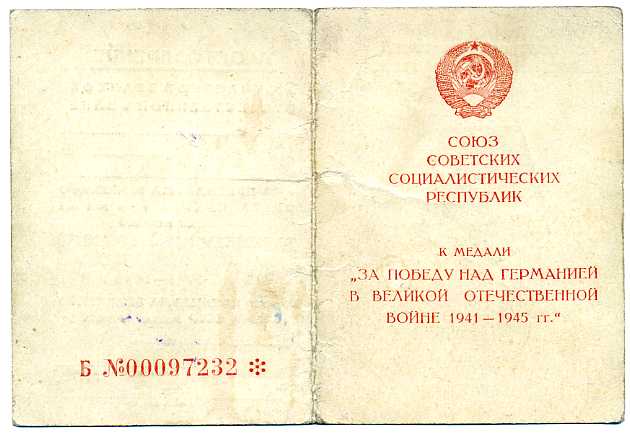 Б №00097232 ✻
СОЮЗ
СОВЕТСКИХ
СОЦИАЛИСТИЧЕСКИХ
РЕСПУБЛИК
К МЕДАЛИ
„ЗА ПОБЕДУ НАД ГЕРМАНИЕЙ
В ВЕЛИКОЙ ОТЕЧЕСТВЕННОЙ
ВОЙНЕ 1941—1945 гг.“